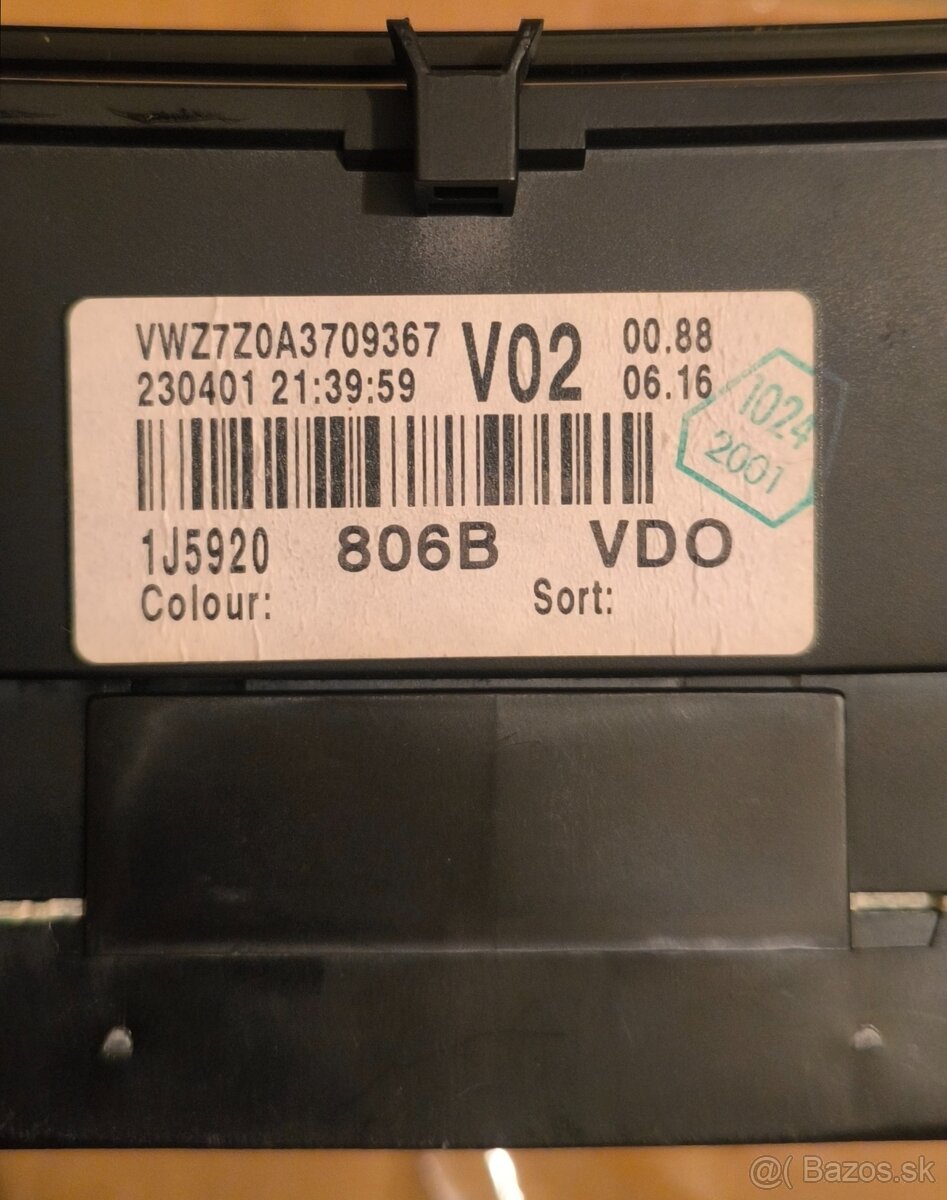 VWZ7Z0A3709367 V02 00.88
230401 21:39:59 06.16
1024
2001
1J5920 806B VDO
Colour: Sort:
@( Bazos.sk